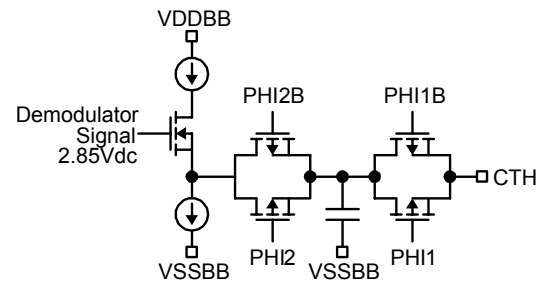 VDDBB
Demodulator
Signal
2.85Vdc
PHI2B
PHI1B
CTH
VSSBB
PHI2
VSSBB
PHI1